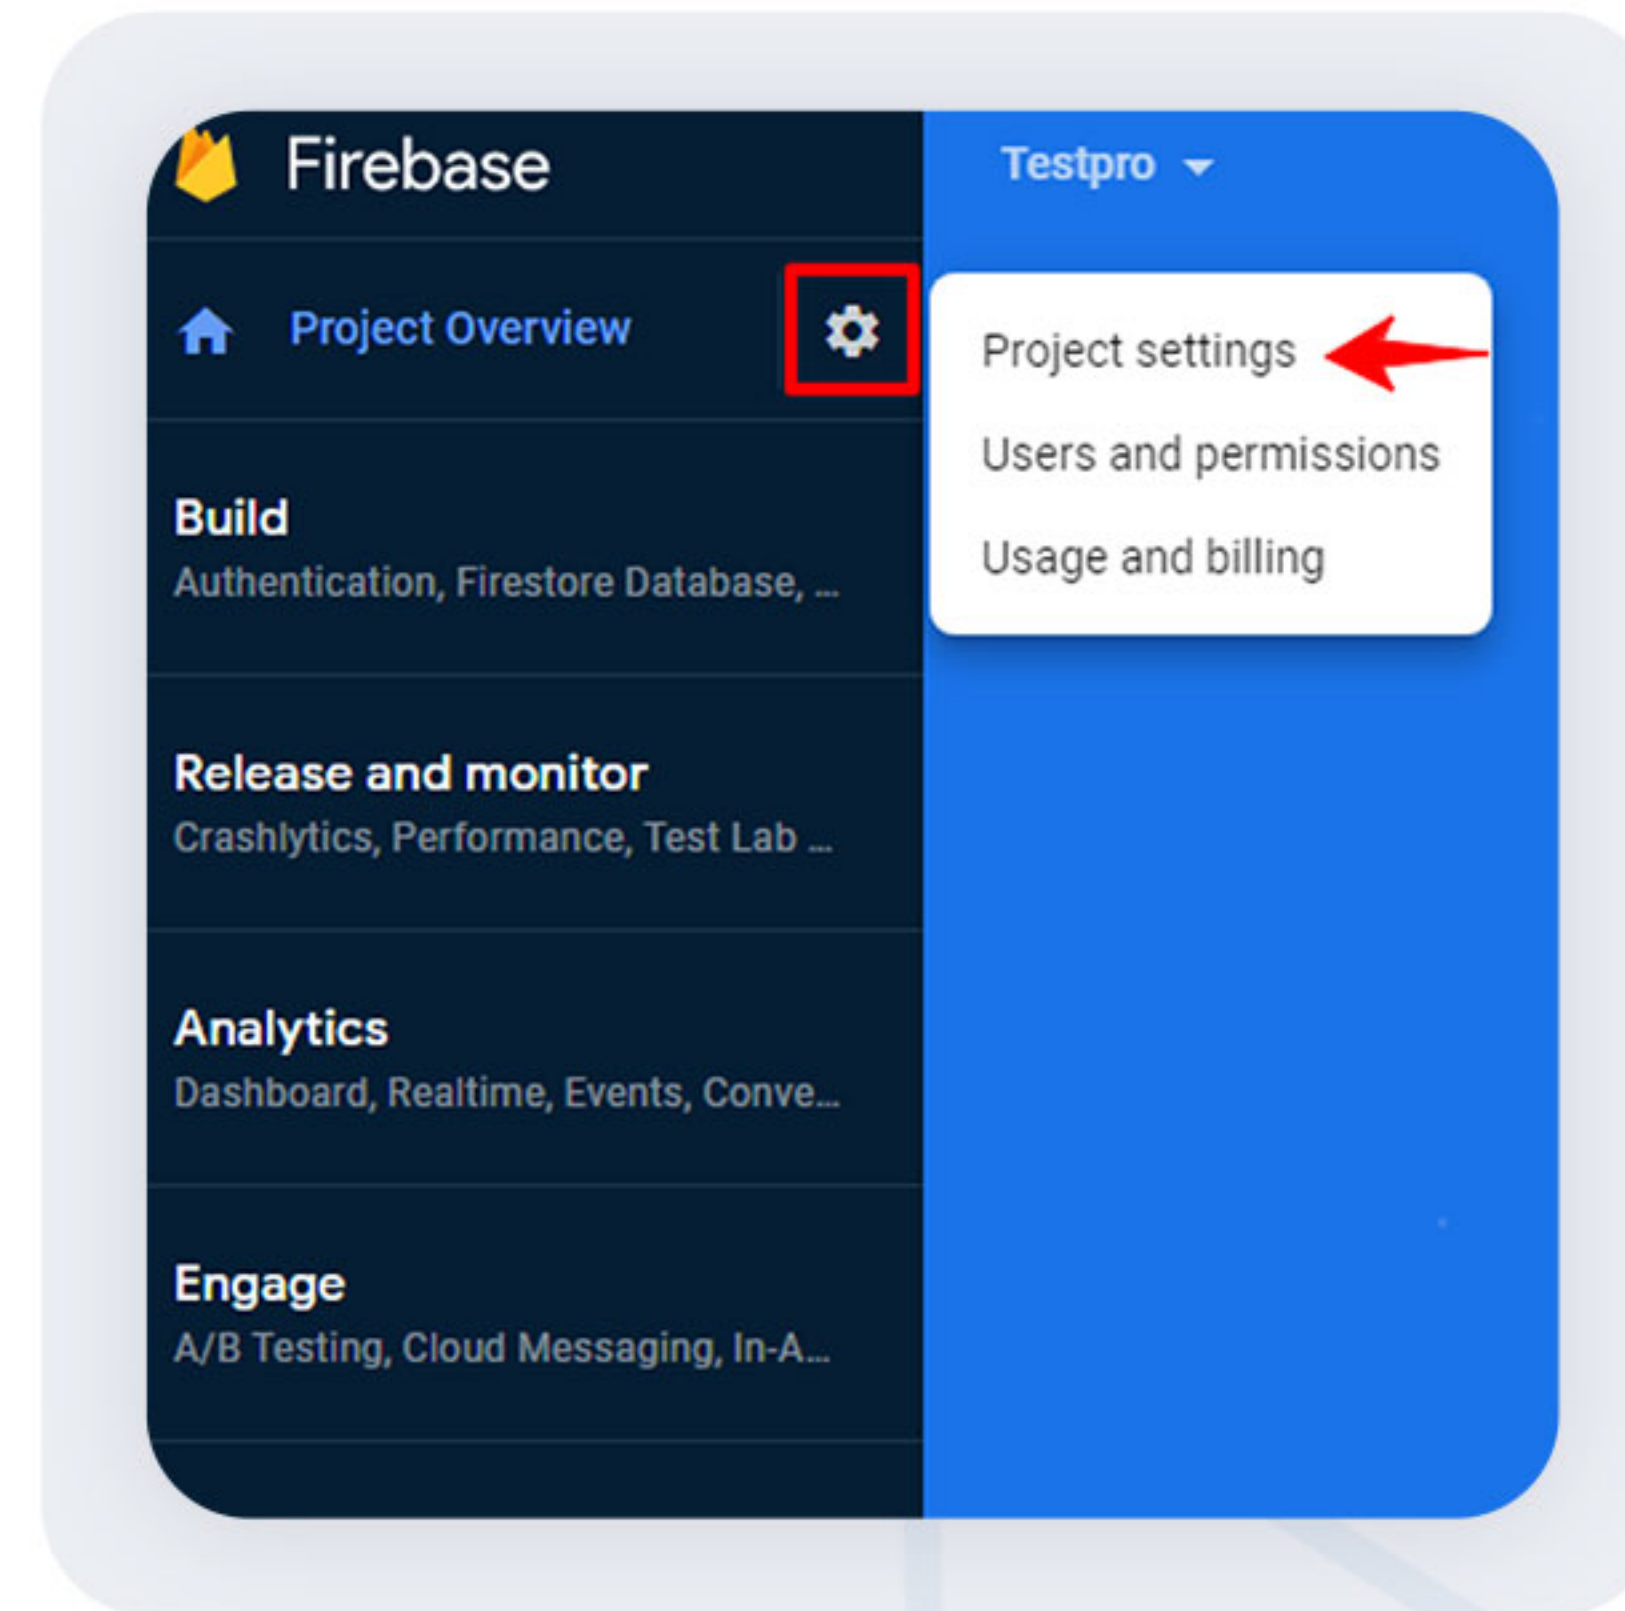 Firebase
Testpro
Project Overview
Project settings
Users and permissions
Usage and billing
Build
Authentication, Firestore Database, ...
Release and monitor
Crashlytics, Performance, Test Lab ...
Analytics
Dashboard, Realtime, Events, Conve...
Engage
A/B Testing, Cloud Messaging, In-A...